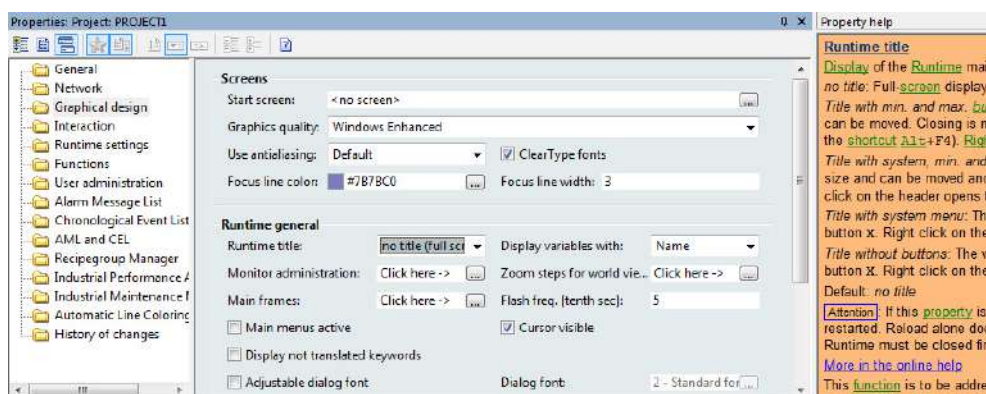 Properties: Project: PROJECT1
Property help
General
Network
Graphical design
Interaction
Runtime settings
Functions
User administration
Alarm Message List
Chronological Event List
AML and CEL
Recipegroup Manager
Industrial Performance
Industrial Maintenance
Automatic Line Coloring
History of changes
Screens
Start screen: <no screen> ...
Graphics quality: Windows Enhanced
Use antialiasing: Default ClearType fonts
Focus line color: #7B7BC0 ... Focus line width: 3
Runtime general
Runtime title: no title (full scr Display variables with: Name
Monitor administration: Click here -> ... Zoom steps for world vie... Click here -> ...
Main frames: Click here -> ... Flash freq. (tenth sec): 5
Main menus active Cursor visible
Display not translated keywords
Adjustable dialog font Dialog font: 2 - Standard for ...
Runtime title
Display of the Runtime mai
no title: Full-screen display
Title with min. and max. bu
can be moved. Closing is n
the shortcut Alt+F4). Righ
Title with system, min. and
size and can be moved and
click on the header opens
Title with system menu: Th
button x. Right click on the
Title without buttons: The
button X. Right click on the
Default: no title
Attention: If this property is
restarted. Reload alone do
Runtime must be closed fir
More in the online help
This function is to be addre